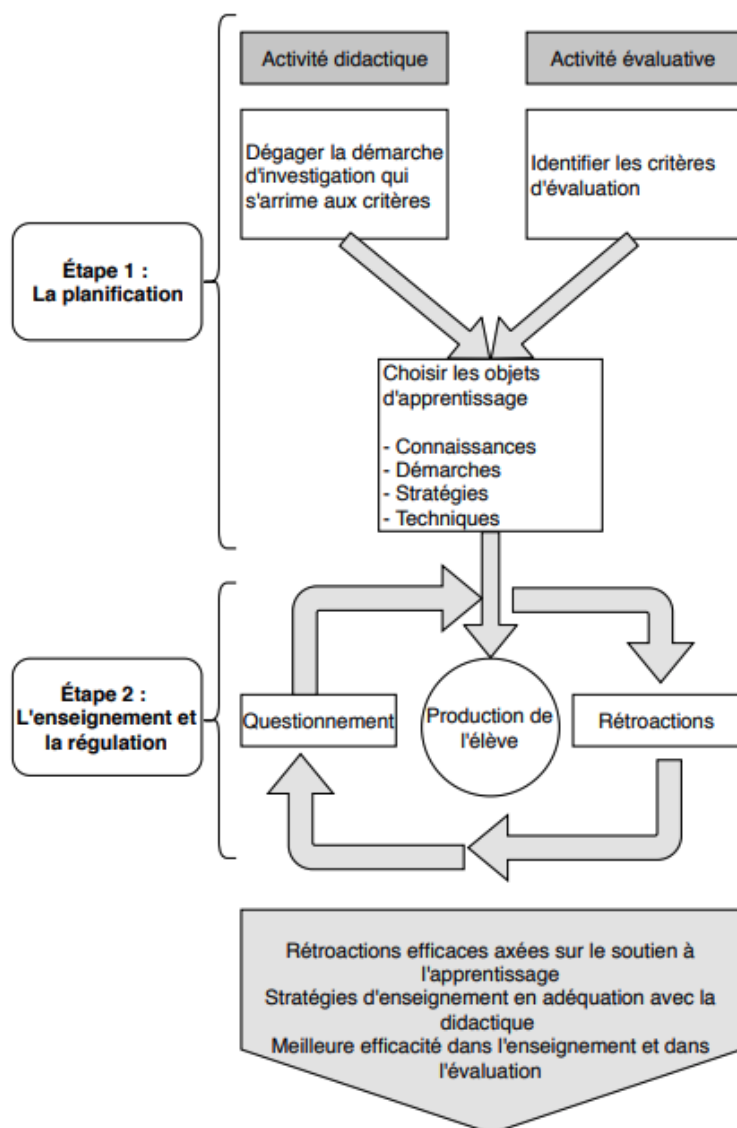 Activité didactique
Activité évaluative
Dégager la démarche
d'investigation qui
s'arrime aux critères
Identifier les critères
d'évaluation
Étape 1 :
La planification
Choisir les objets
d'apprentissage
- Connaissances
- Démarches
- Stratégies
- Techniques
Étape 2 :
L'enseignement et
la régulation
Questionnement
Production de
l'élève
Rétroactions
Rétroactions efficaces axées sur le soutien à
l'apprentissage
Stratégies d'enseignement en adéquation avec la
didactique
Meilleure efficacité dans l'enseignement et dans
l'évaluation